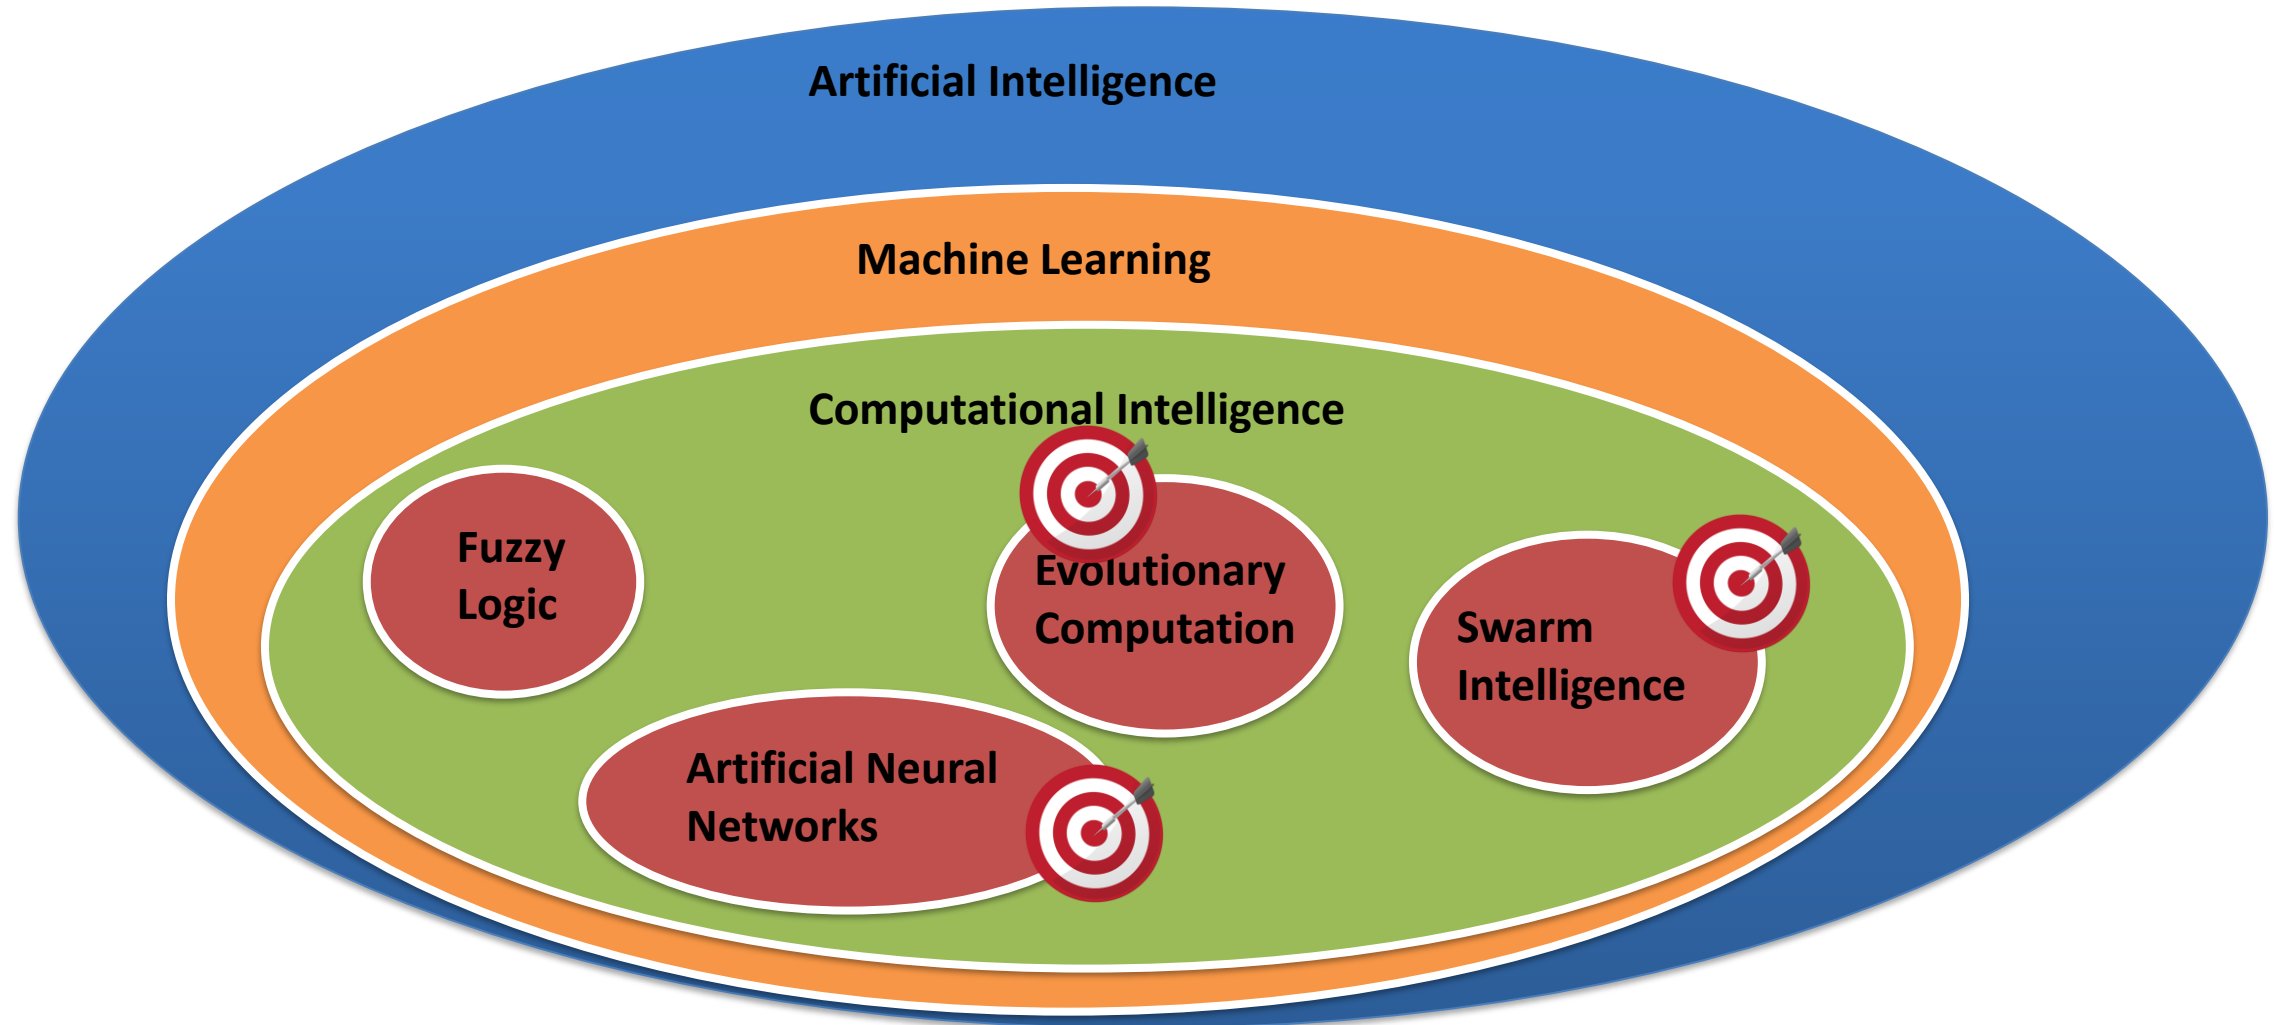 Artificial Intelligence
Machine Learning
Computational Intelligence
Fuzzy
Logic
Evolutionary
Computation
Swarm
Intelligence
Artificial Neural
Networks